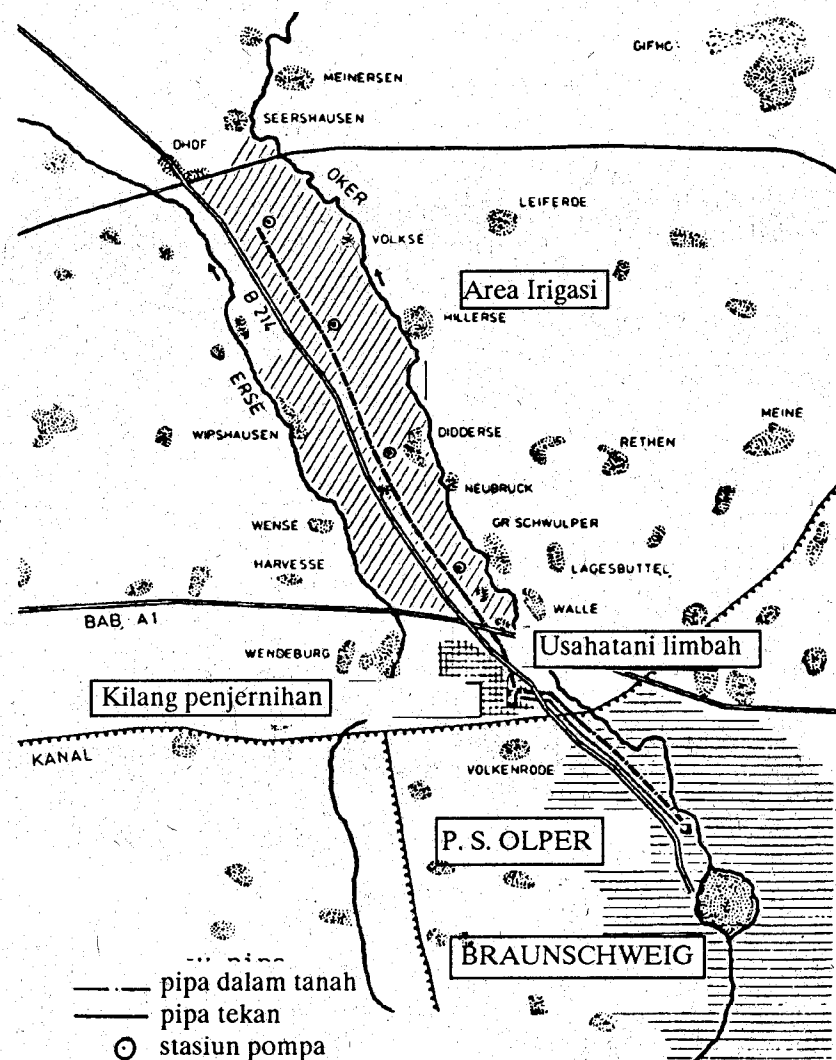 GIFHO
MEINERSEN
SEERSHAUSEN
OHOF
OKER
LEIFERDE
VOLKSE
Area Irigasi
B 214
HILLERSE
ERSE
MEINE
DIDDERSE
RETHEN
WIPSHAUSEN
NEUBRUCK
GR SCHWULPER
WENSE
LAGESBUTTEL
HARVESSE
WALLE
BAB, A1
Usahatani limbah
WENDEBURG
Kilang penjernihan
KANAL
VOLKENRODE
P. S. OLPER
BRAUNSCHWEIG
pipa dalam tanah
pipa tekan
stasiun pompa